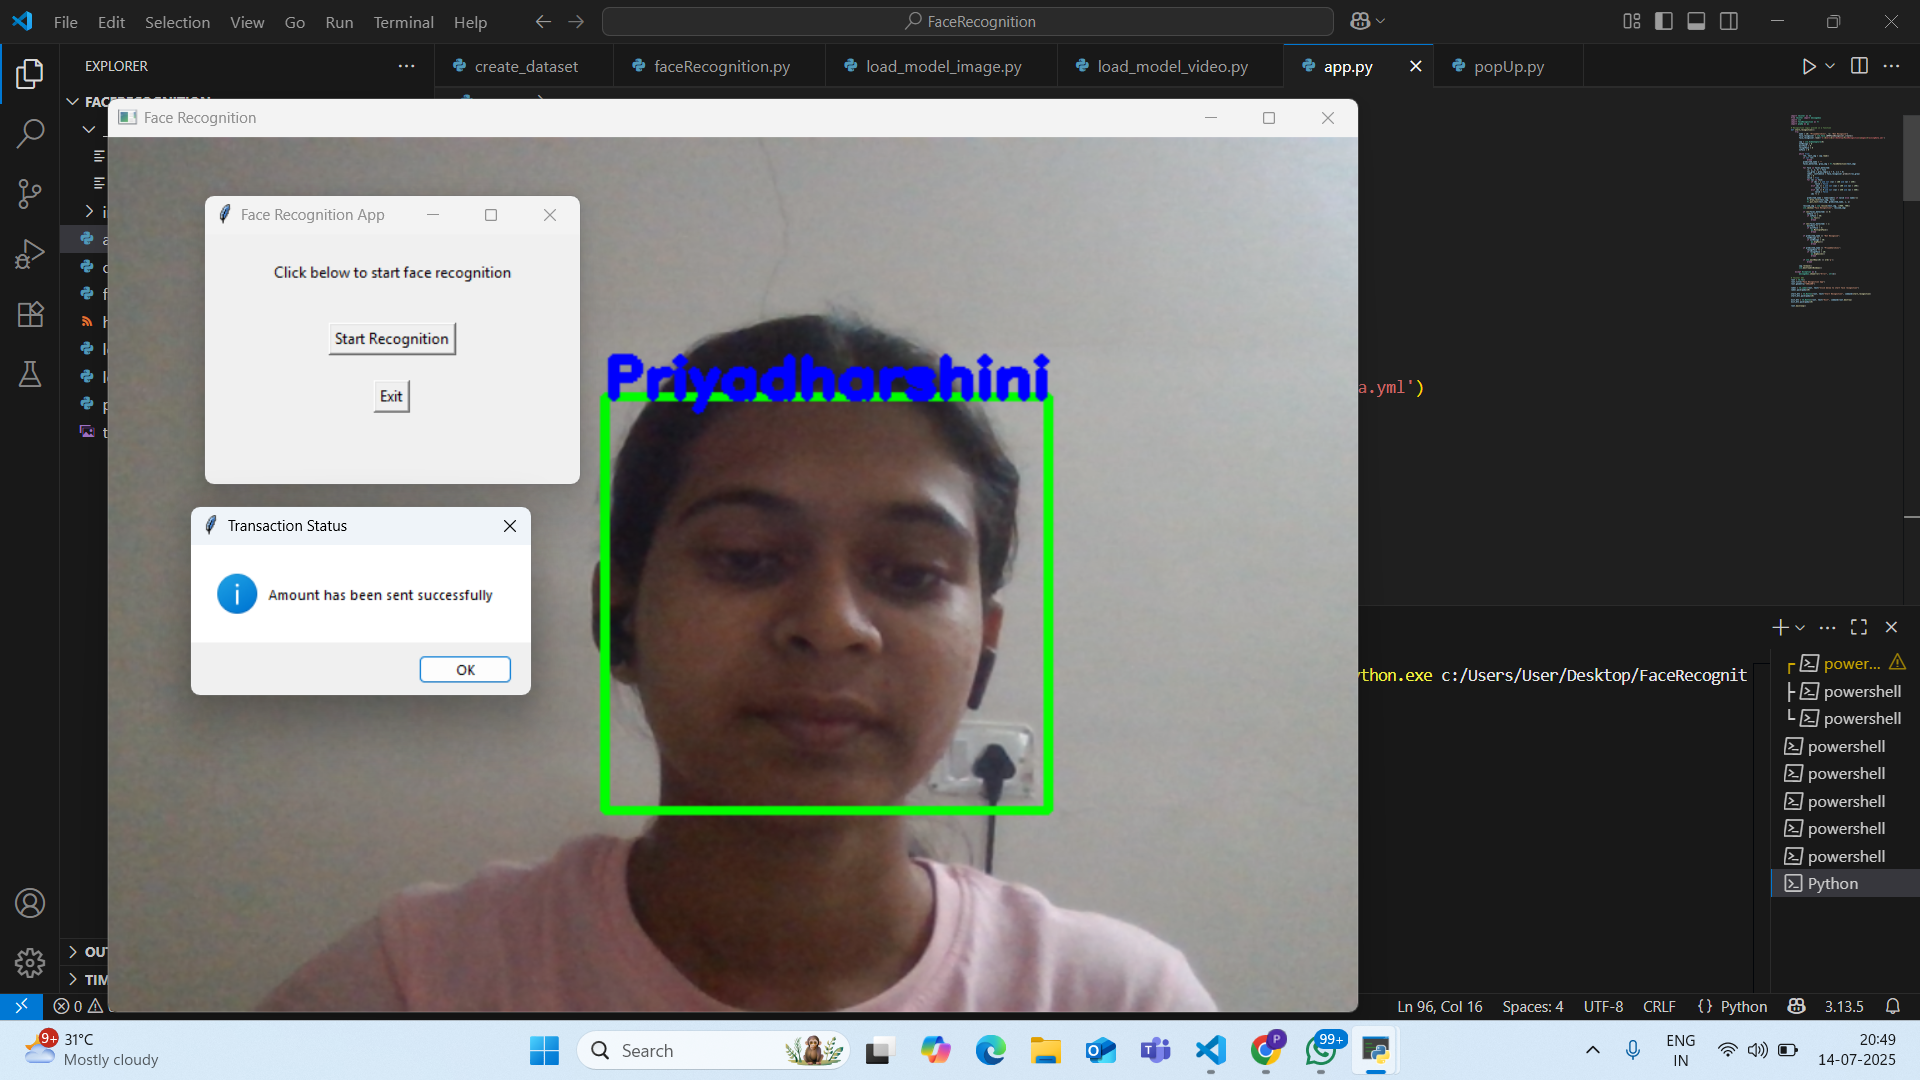 File Edit Selection View Go Run Terminal Help
FaceRecognition
EXPLORER
create_dataset
faceRecognition.py
load_model_image.py
load_model_video.py
app.py
popUp.py
Face Recognition
Face Recognition App
Click below to start face recognition
Start Recognition
Exit
Priyadharshini
a.yml')
Transaction Status
Amount has been sent successfully
OK
thon.exe c:/Users/User/Desktop/FaceRecognit
power...
powershell
powershell
powershell
powershell
powershell
powershell
powershell
Python
OU
TIM
0
Ln 96, Col 16
Spaces: 4
UTF-8
CRLF
{ } Python
3.13.5
9+
31°C
Mostly cloudy
Search
P
99+
ENG
IN
20:49
14-07-2025